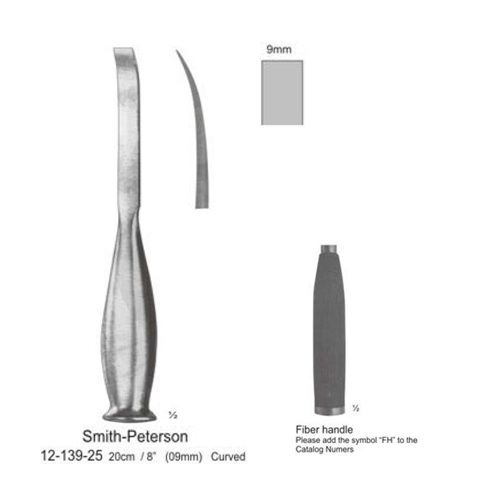 9mm
½
½
Smith-Peterson
12-139-25 20cm / 8" (09mm) Curved
Fiber handle
Please add the symbol "FH" to the
Catalog Numers